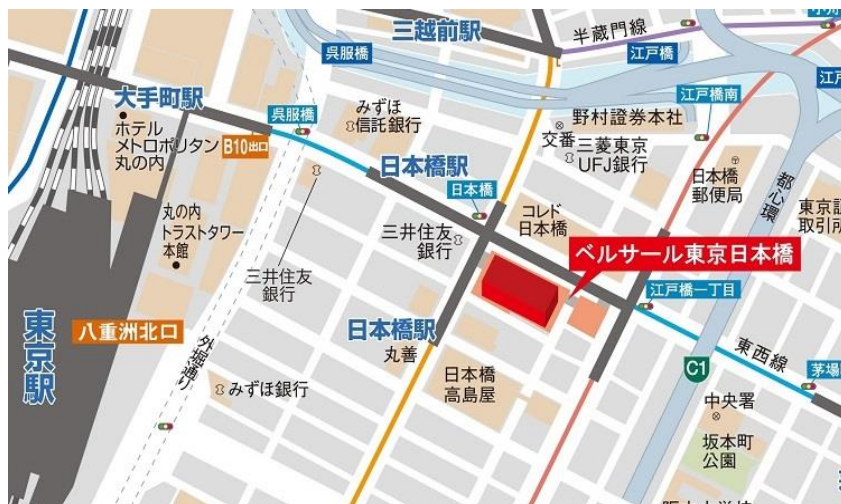 三越前駅
半蔵門線
呉服橋
江戸橋
大手町駅
呉服橋
みずほ
信託銀行
江戸橋南
野村證券本社
ホテル
メトロポリタン
丸の内
B10出口
交番
三菱東京
UFJ銀行
日本橋駅
日本橋
日本橋
郵便局
都心環
コレド
日本橋
丸の内
トラストタワー
本館
三井住友
銀行
三井住友
銀行
ベルサール東京日本橋
江戸橋一丁目
東京駅
八重洲北口
外堀通り
日本橋駅
丸善
東西線
C1
みずほ銀行
日本橋
高島屋
中央署
坂本町
公園